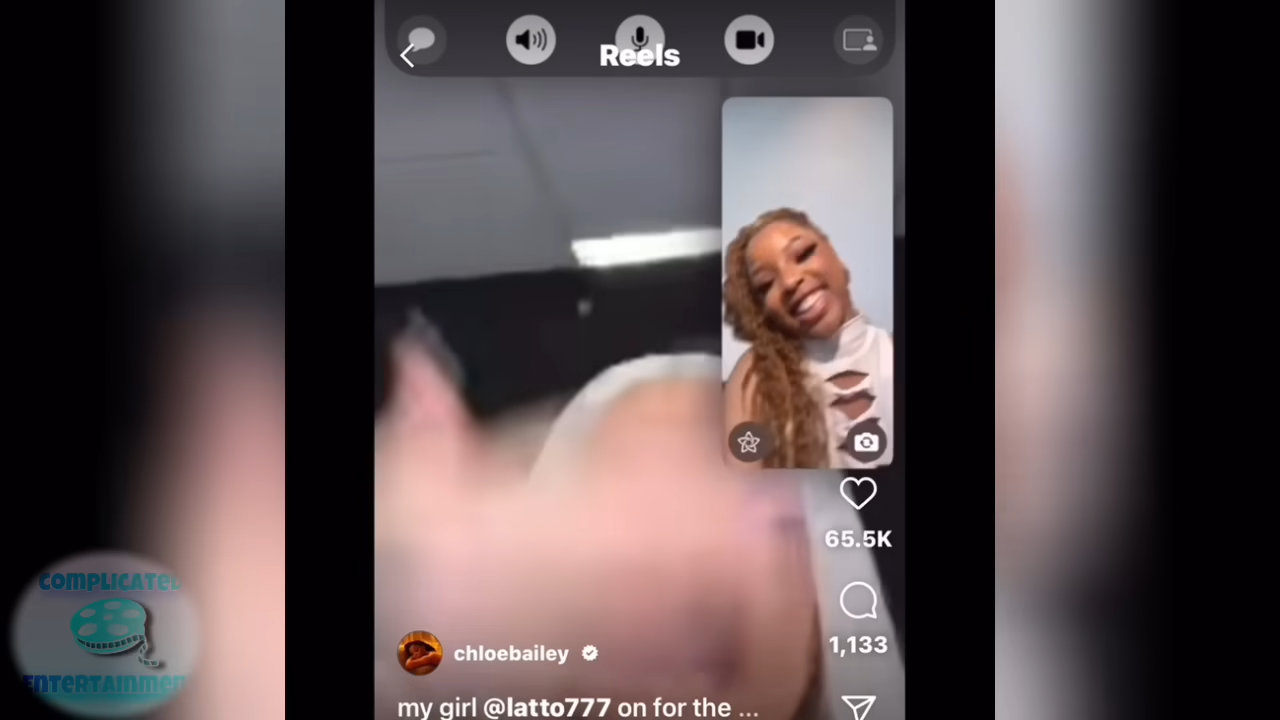 Reels
65.5K
1,133
chloebailey
my girl @latto777 on for the ...
COMPLICATED
ENTERTAINMENT